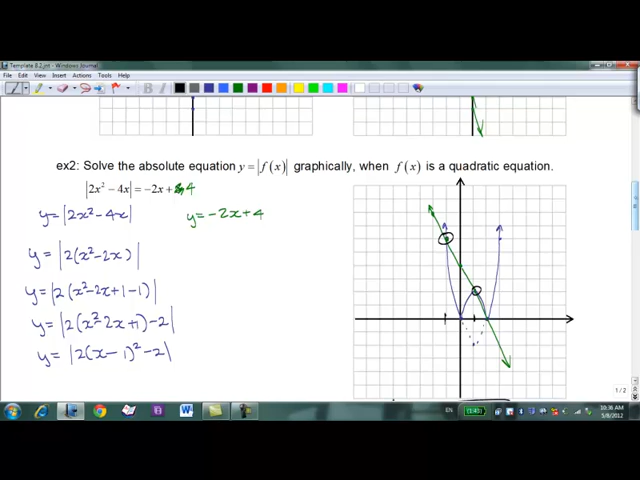 Template 8.2.jnt - Windows Journal
File Edit View Insert Actions Tools Help
ex2: Solve the absolute equation y = |f(x)| graphically, when f(x) is a quadratic equation.
|2x² - 4x| = -2x + 4
y = |2x² - 4x|
y = -2x + 4
y = |2(x² - 2x)|
y = |2(x² - 2x + 1 - 1)|
y = |2(x² - 2x + 1) - 2|
y = |2(x - 1)² - 2|
1 / 2
EN
10:36 AM
5/8/2012